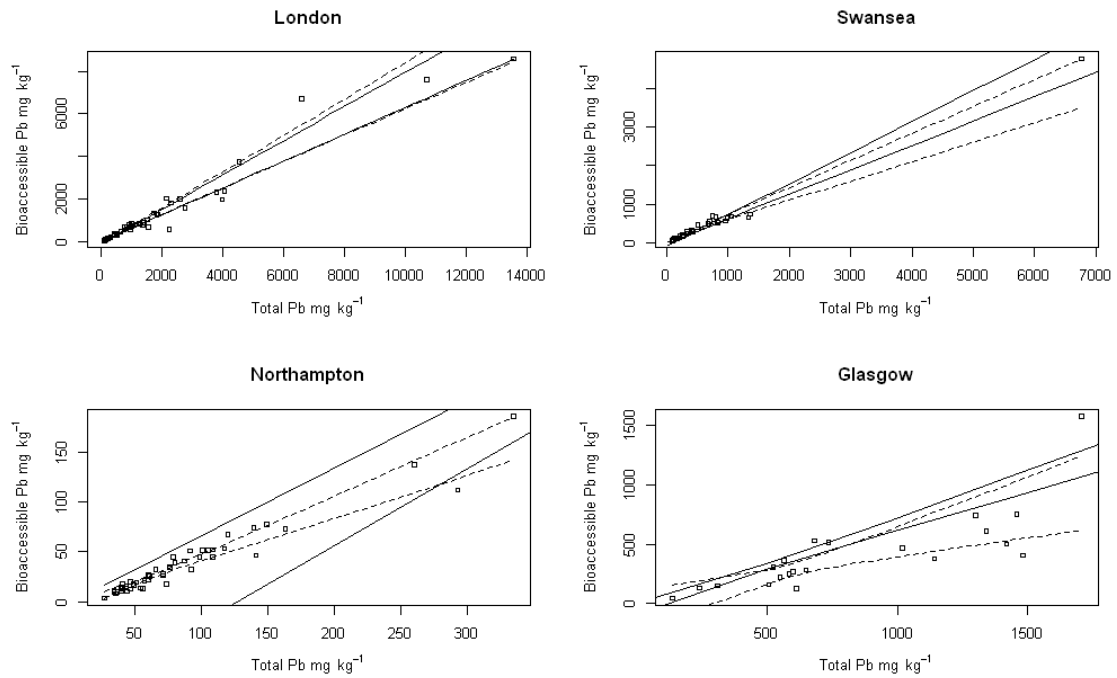 London
Bioaccessible Pb mg kg⁻¹
0 2000 6000
0 2000 4000 6000 8000 10000 12000 14000
Total Pb mg kg⁻¹
Swansea
Bioaccessible Pb mg kg⁻¹
0 1000 3000
0 1000 2000 3000 4000 5000 6000 7000
Total Pb mg kg⁻¹
Northampton
Bioaccessible Pb mg kg⁻¹
0 50 100 150
50 100 150 200 250 300
Total Pb mg kg⁻¹
Glasgow
Bioaccessible Pb mg kg⁻¹
0 500 1000 1500
500 1000 1500
Total Pb mg kg⁻¹